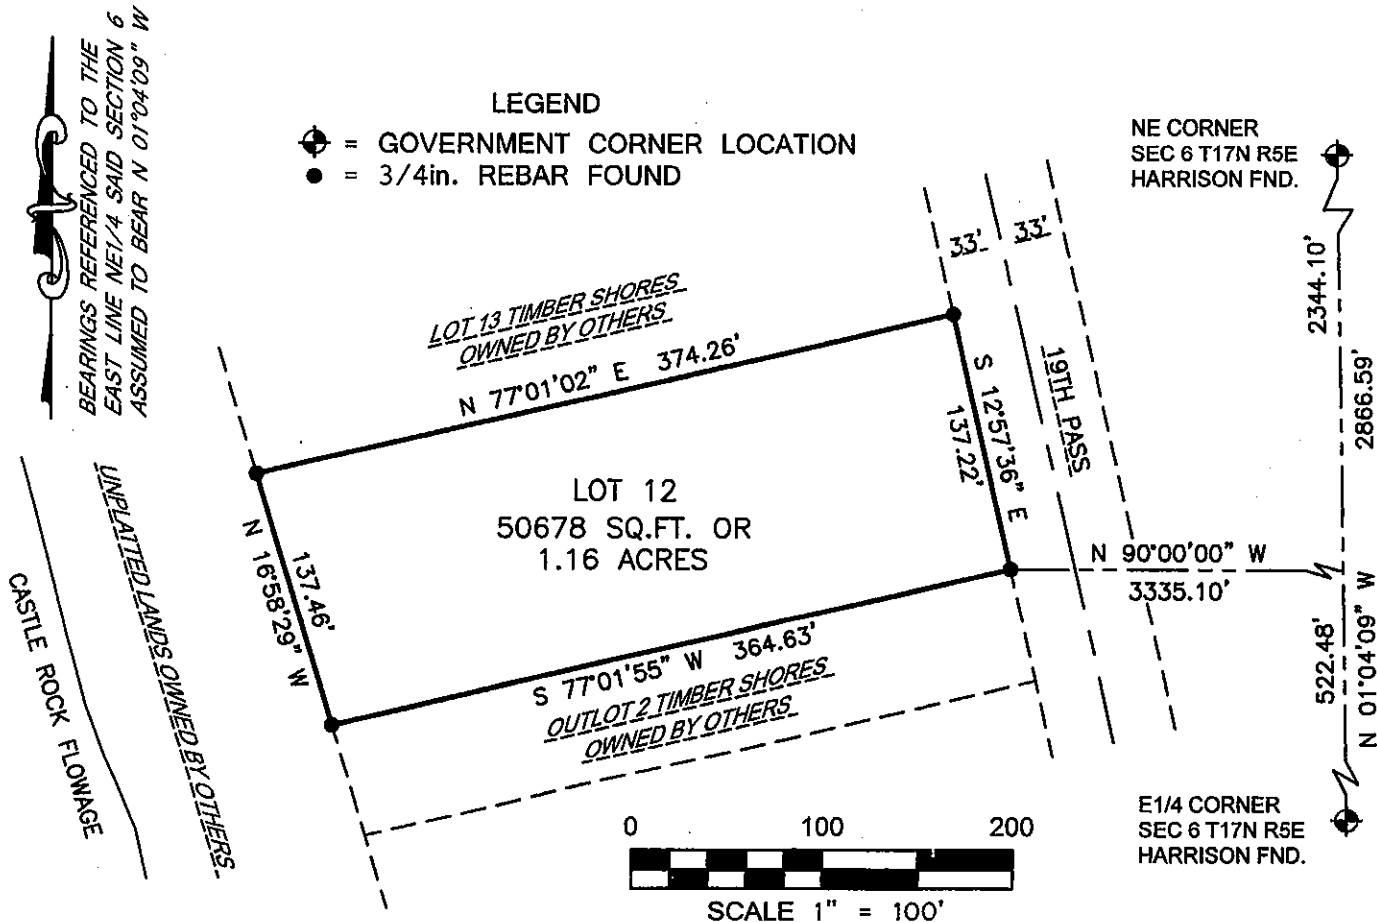 BEARINGS REFERENCED TO THE
EAST LINE NE1/4 SAID SECTION 6
ASSUMED TO BEAR N 01°04'09" W
LEGEND
= GOVERNMENT CORNER LOCATION
= 3/4in. REBAR FOUND
NE CORNER
SEC 6 T17N R5E
HARRISON FND.
33' 33'
2344.10'
2866.59'
LOT 13 TIMBER SHORES
OWNED BY OTHERS
N 77°01'02" E 374.26'
S 12°57'36" E
137.22'
19TH PASS
LOT 12
50678 SQ.FT. OR
1.16 ACRES
137.46'
N 16°58'29" W
N 90°00'00" W
3335.10'
S 77°01'55" W 364.63'
OUTLOT 2 TIMBER SHORES
OWNED BY OTHERS
522.48'
N 01°04'09" W
UNPLATTED LANDS OWNED BY OTHERS
CASTLE ROCK FLOWAGE
E1/4 CORNER
SEC 6 T17N R5E
HARRISON FND.
0 100 200
SCALE 1" = 100'